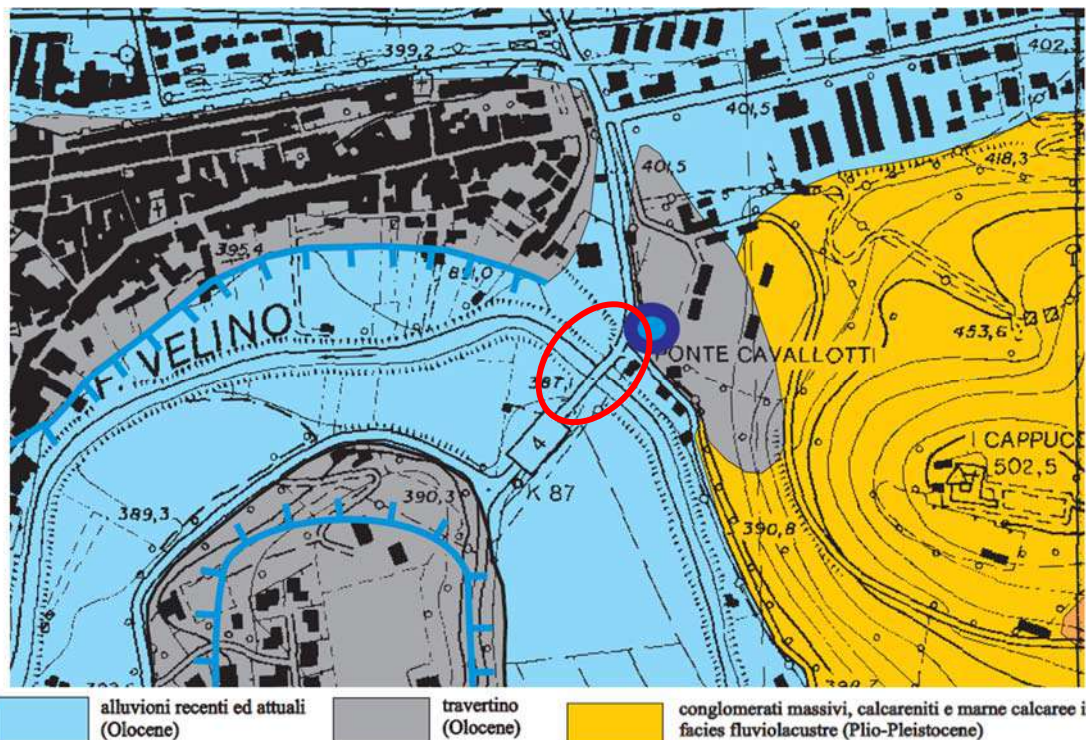 399,2
402,3
401,5
401,5
418,3
395,4
F. VELINO
453,6
PONTE CAVALLOTTI
387,
I CAPPUCC
502,5
4
390,3
K 87
389,3
390,8
alluvioni recenti ed attuali
(Olocene)
travertino
(Olocene)
conglomerati massivi, calcareniti e marne calcaree i
facies fluviolacustre (Plio-Pleistocene)